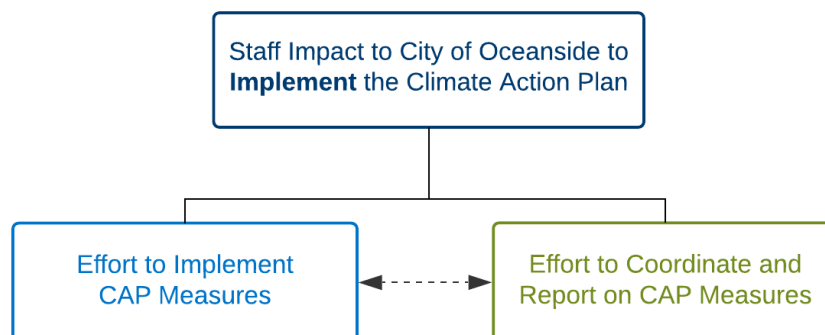 Staff Impact to City of Oceanside to
Implement the Climate Action Plan
Effort to Implement
CAP Measures
Effort to Coordinate and
Report on CAP Measures